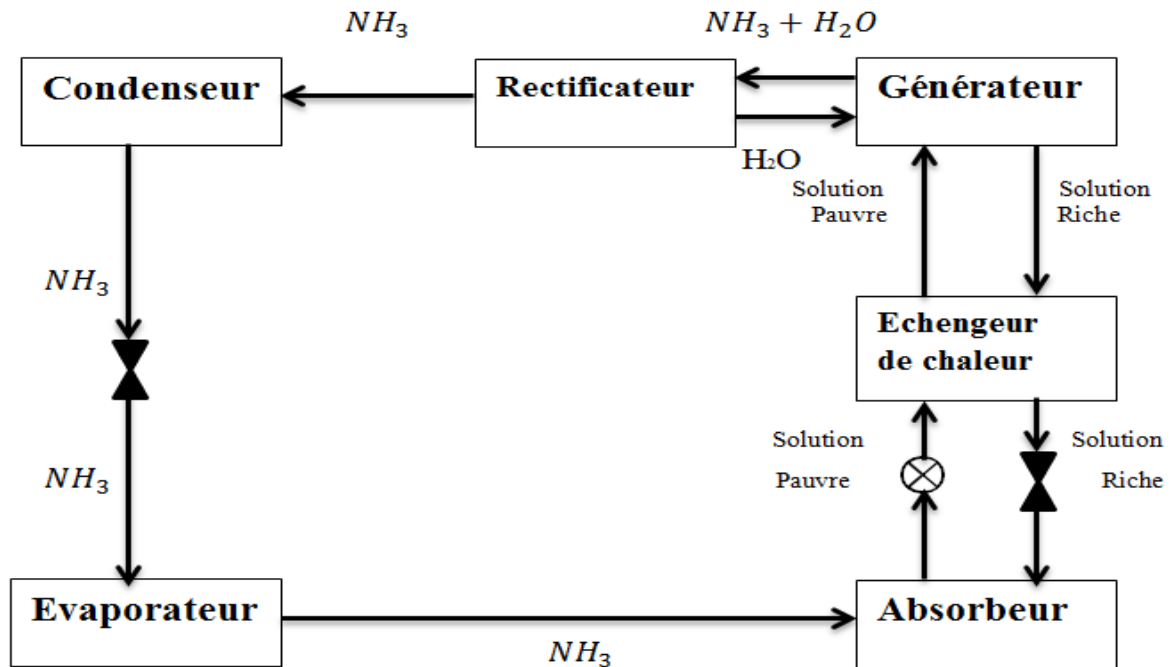 NH₃
NH₃ + H₂O
Condenseur
Rectificateur
Générateur
H₂O
Solution
Pauvre
Solution
Riche
NH₃
Echengeur
de chaleur
Solution
Pauvre
Solution
Riche
NH₃
Evaporateur
Absorbeur
NH₃